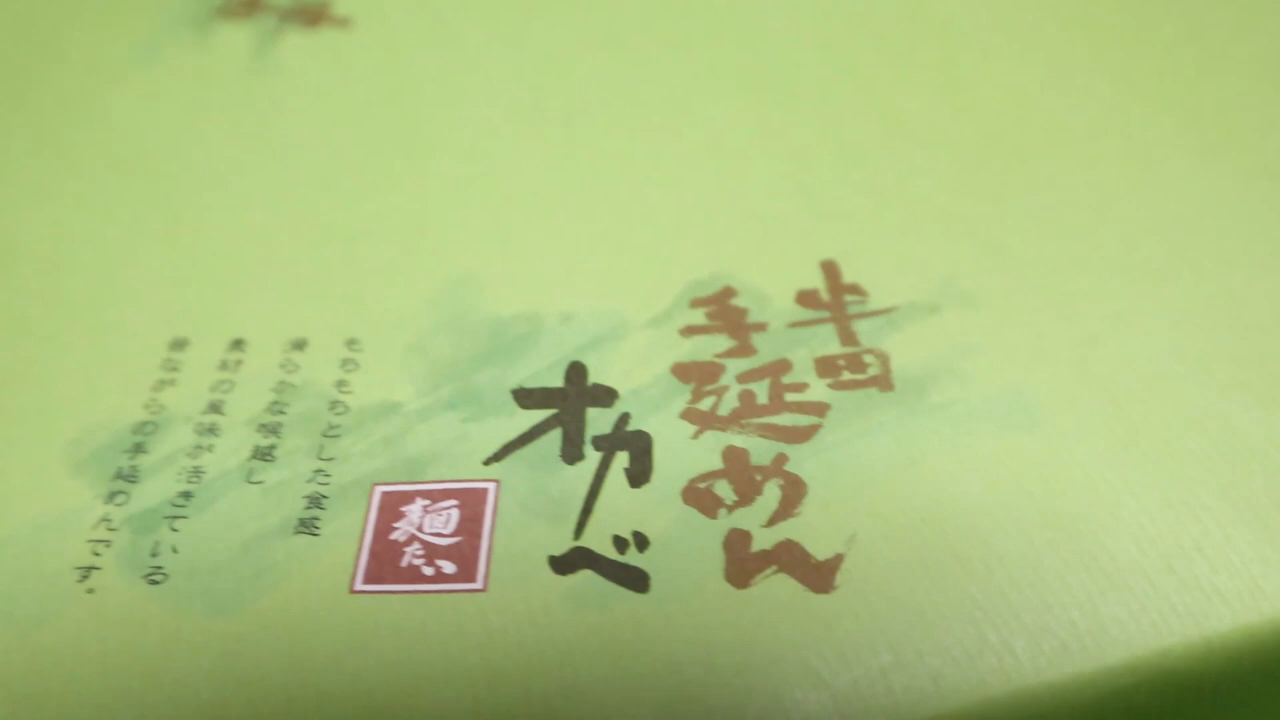 半田
手延めん
オカベ
麺たい
もちもちとした食感
滑らかな喉越し
素材の風味が活きている
昔ながらの手延めんです。